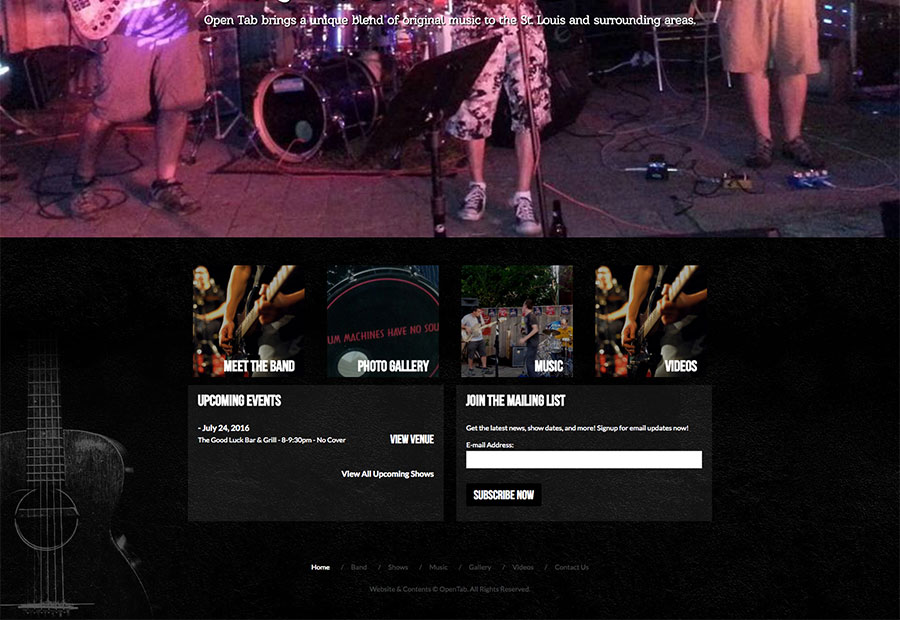 Open Tab brings a unique blend of original music to the St. Louis and surrounding areas.
UM MACHINES HAVE NO SOU
MEET THE BAND
PHOTO GALLERY
MUSIC
VIDEOS
UPCOMING EVENTS
- July 24, 2016
The Good Luck Bar & Grill - 8-9:30pm - No Cover
VIEW VENUE
View All Upcoming Shows
JOIN THE MAILING LIST
Get the latest news, show dates, and more! Signup for email updates now!
E-mail Address:
SUBSCRIBE NOW
Home / Band / Shows / Music / Gallery / Videos / Contact Us
Website & Contents © OpenTab. All Rights Reserved.